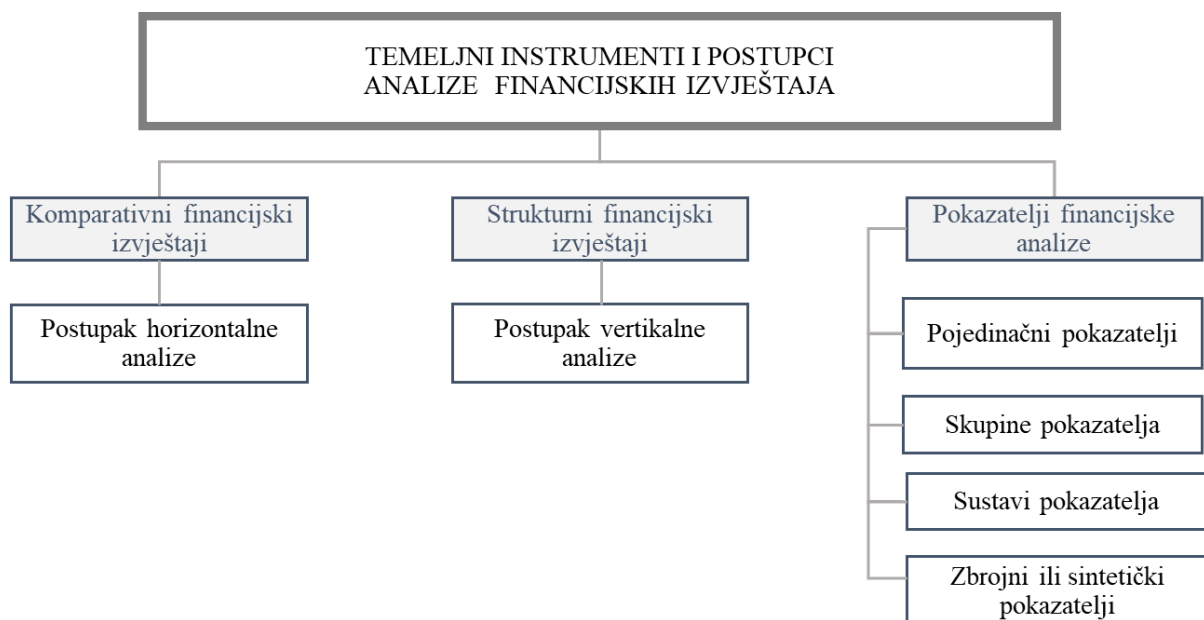 TEMELJNI INSTRUMENTI I POSTUPCI
ANALIZE FINANCIJSKIH IZVJEŠTAJA
Komparativni financijski
izvještaji
Strukturni financijski
izvještaji
Pokazatelji financijske
analize
Postupak horizontalne
analize
Postupak vertikalne
analize
Pojedinačni pokazatelji
Skupine pokazatelja
Sustavi pokazatelja
Zbrojni ili sintetički
pokazatelji